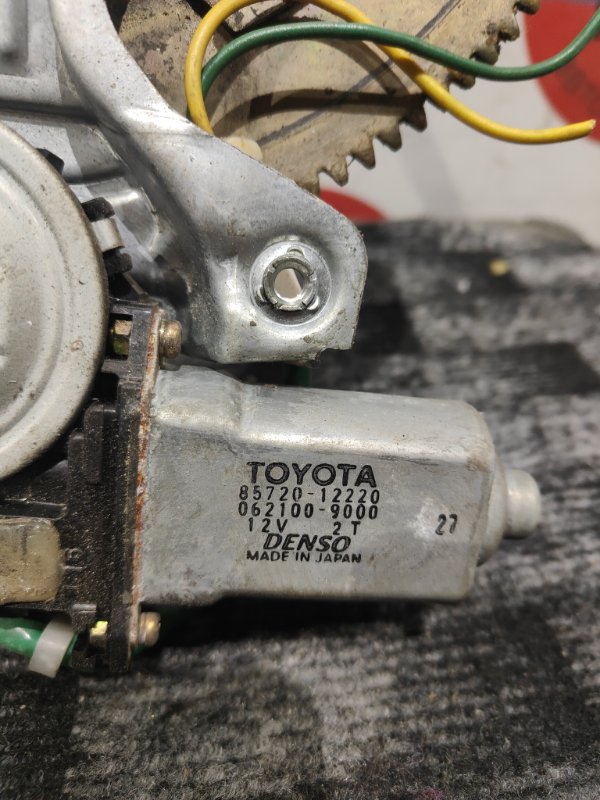 TOYOTA
85720-12220
062100-9000
12V 2T
27
DENSO
MADE IN JAPAN